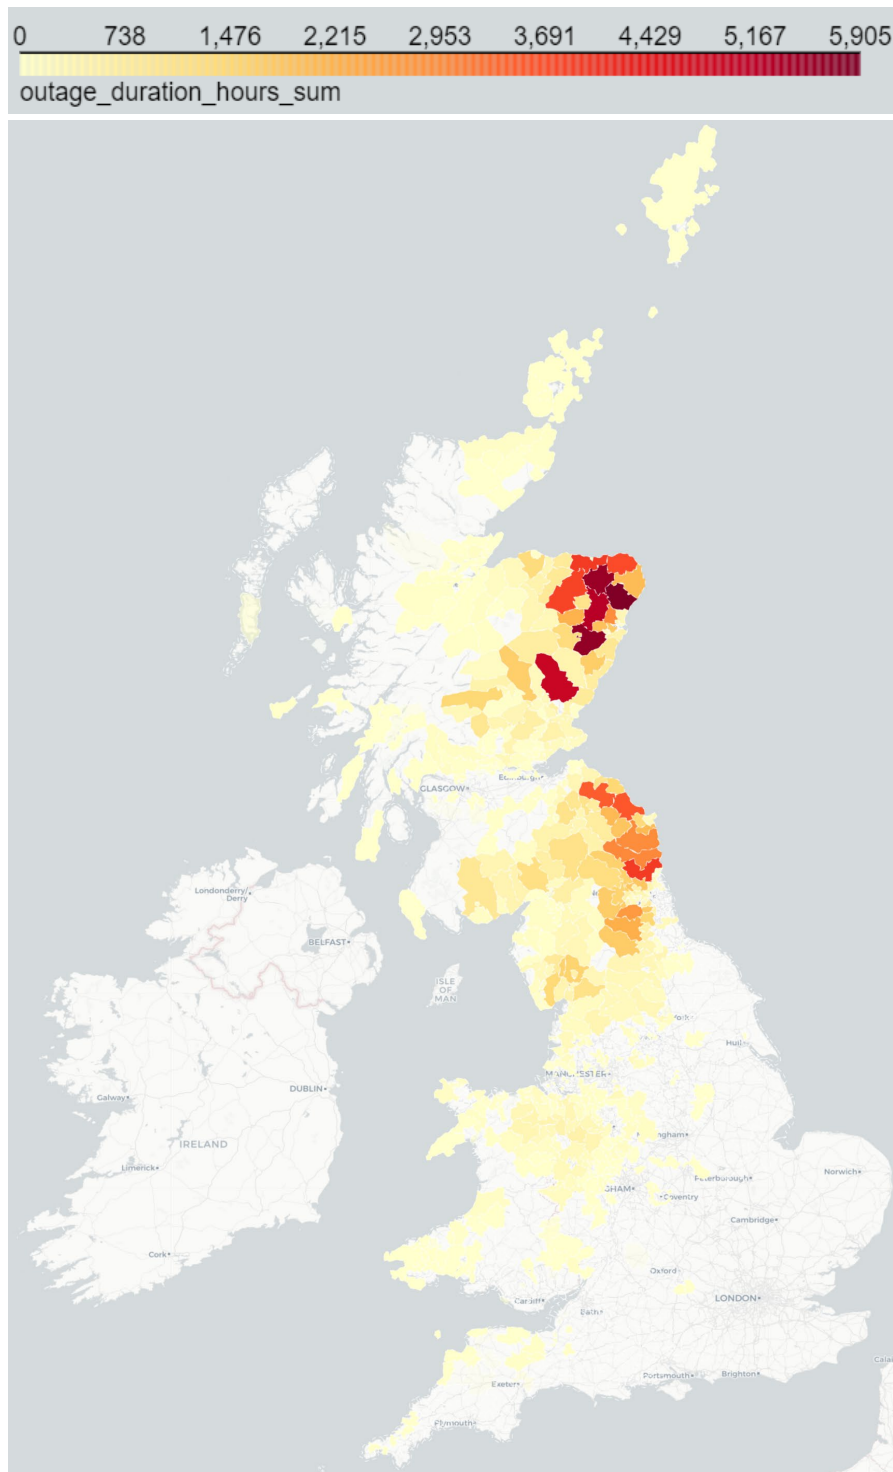 0 738 1,476 2,215 2,953 3,691 4,429 5,167 5,905
outage_duration_hours_sum
GLASGOW
Londonderry/
Derry
BELFAST
ISLE
OF
MAN
Hull
DUBLIN
Galway
IRELAND
Limerick
Norwich
Peterborough
Coventry
Cambridge
Cork
Oxford
LONDON
Cardiff
Bath
Portsmouth
Brighton
Exeter
Plymouth